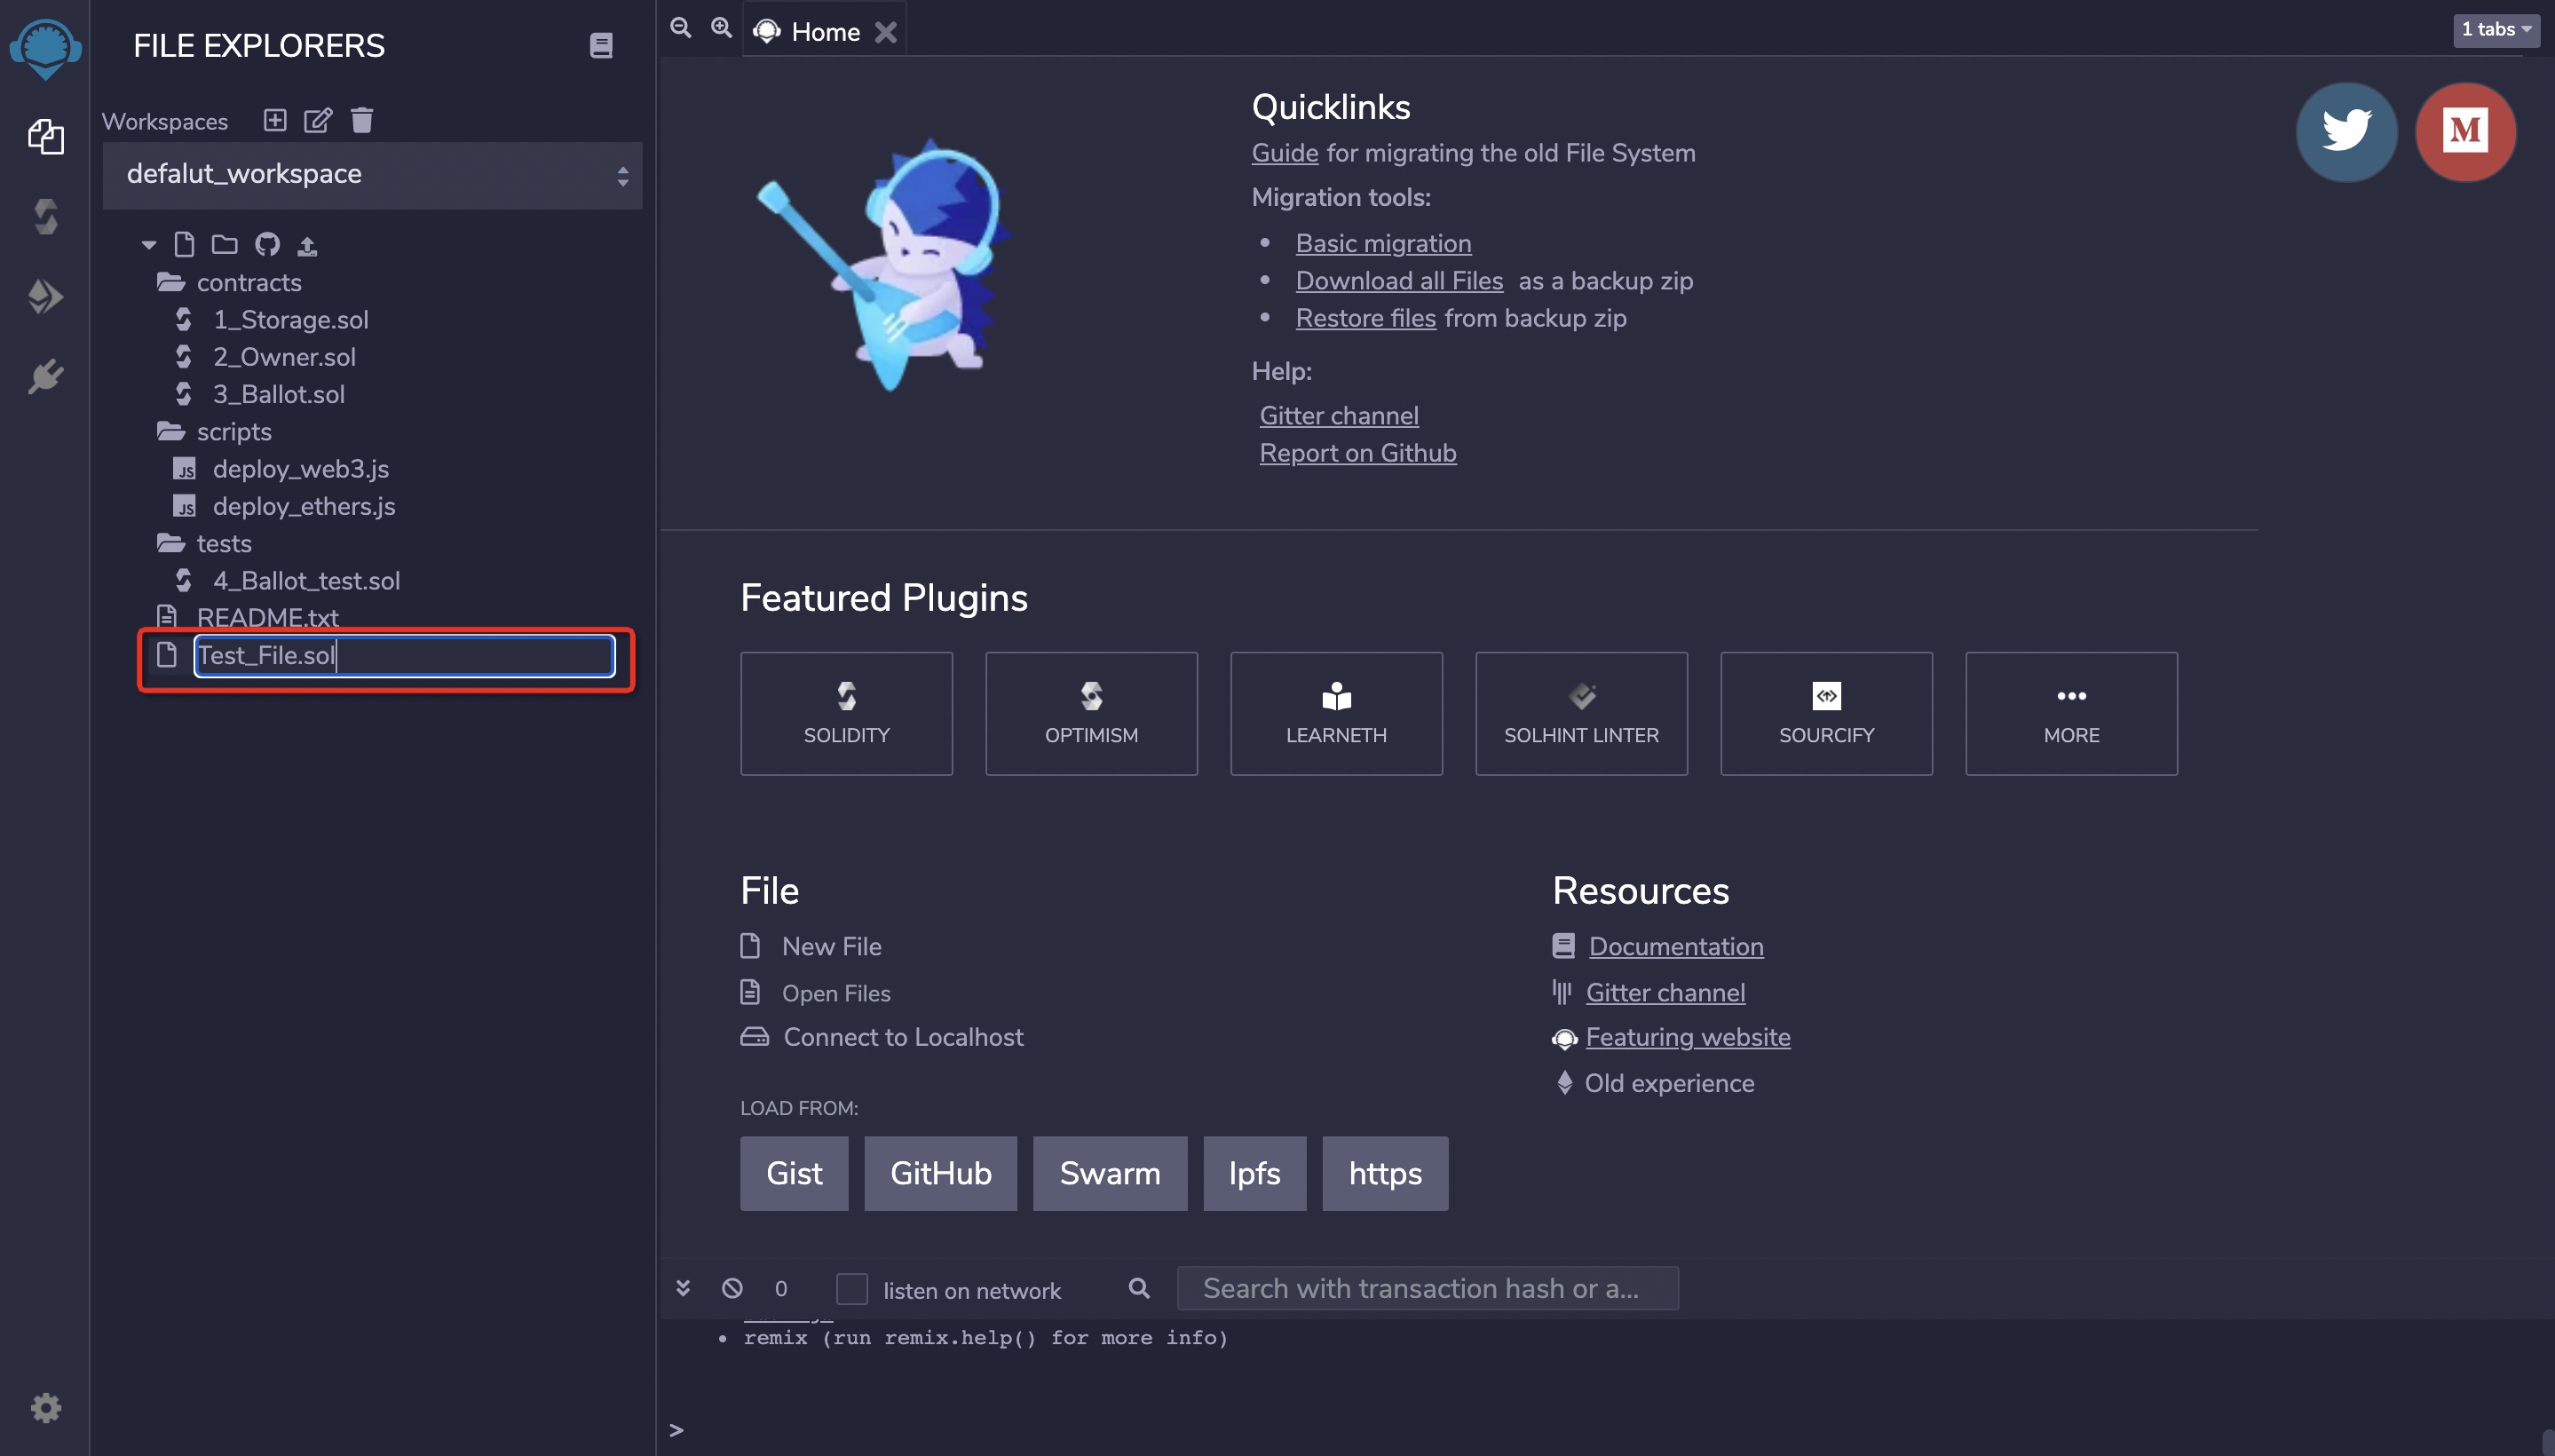 FILE EXPLORERS
Workspaces
defalut_workspace
contracts
1_Storage.sol
2_Owner.sol
3_Ballot.sol
scripts
JS deploy_web3.js
JS deploy_ethers.js
tests
4_Ballot_test.sol
README.txt
Test_File.sol
Home
1 tabs
Quicklinks
Guide for migrating the old File System
Migration tools:
• Basic migration
• Download all Files as a backup zip
• Restore files from backup zip
Help:
Gitter channel
Report on Github
M
Featured Plugins
SOLIDITY
OPTIMISM
LEARNETH
SOLHINT LINTER
SOURCIFY
MORE
File
New File
Open Files
Connect to Localhost
LOAD FROM:
Gist
GitHub
Swarm
Ipfs
https
Resources
Documentation
Gitter channel
Featuring website
Old experience
0
listen on network
Search with transaction hash or a...
• remix (run remix.help() for more info)
>